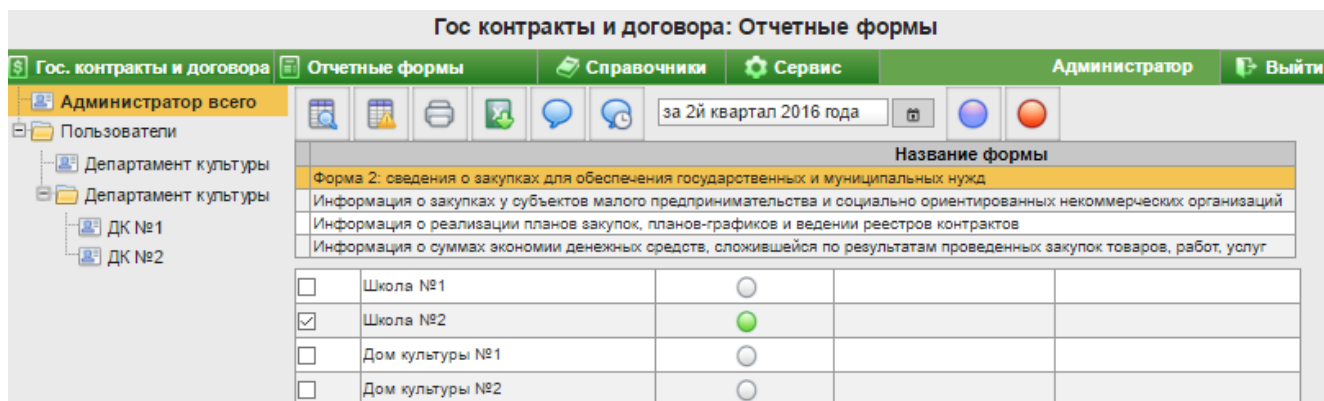 Гос контракты и договора: Отчетные формы
Гос. контракты и договора Отчетные формы Справочники Сервис Администратор Выйти
Администратор всего
Пользователи
Департамент культуры
Департамент культуры
ДК №1
ДК №2
за 2й квартал 2016 года
Название формы
Форма 2: сведения о закупках для обеспечения государственных и муниципальных нужд
Информация о закупках у субъектов малого предпринимательства и социально ориентированных некоммерческих организаций
Информация о реализации планов закупок, планов-графиков и ведении реестров контрактов
Информация о суммах экономии денежных средств, сложившейся по результатам проведенных закупок товаров, работ, услуг
Школа №1
Школа №2
Дом культуры №1
Дом культуры №2